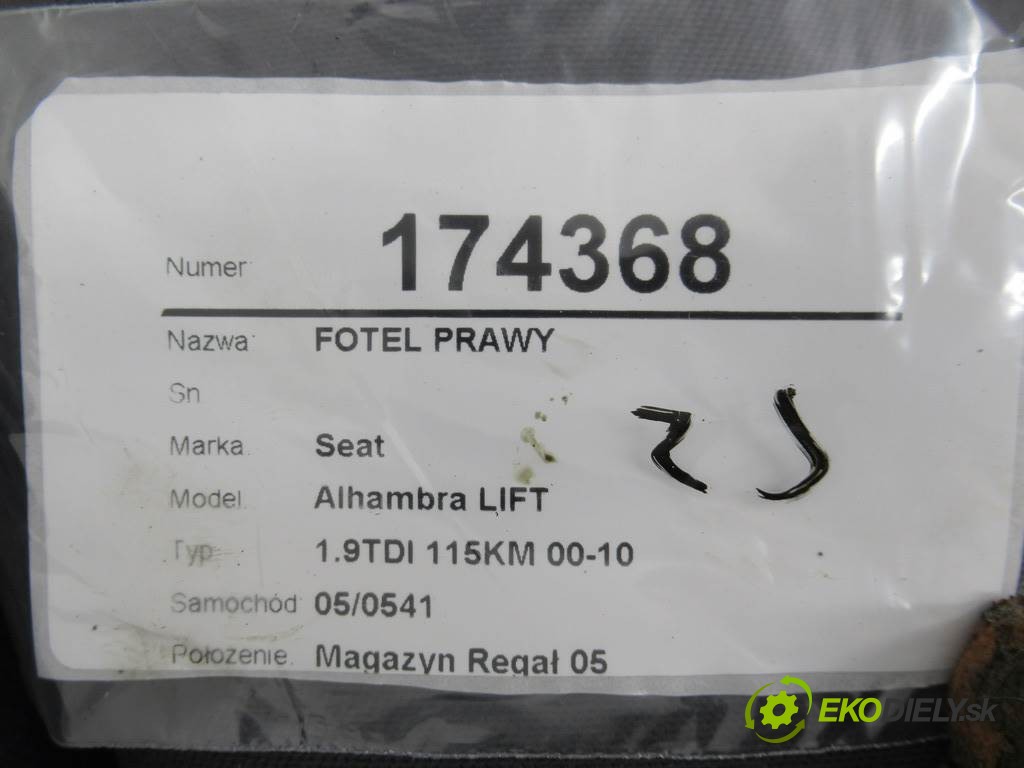 Numer: 174368
Nazwa: FOTEL PRAWY
Sn
Marka: Seat
Model: Alhambra LIFT
Typ: 1.9TDI 115KM 00-10
Samochód: 05/0541
Położenie: Magazyn Regał 05
EKODIELY.sk